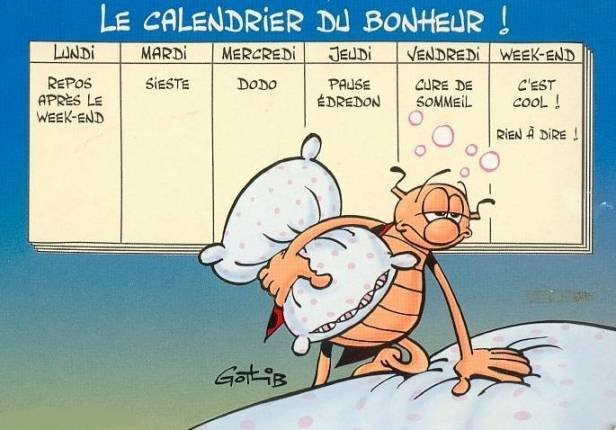 LE CALENDRIER DU BONHEUR !
LUNDI MARDI MERCREDI JEUDI VENDREDI WEEK-END
REPOS
APRÈS LE
WEEK-END
SIESTE
DODO
PAUSE
ÉDREDON
CURE DE
SOMMEIL
C'EST
COOL !
RIEN À DIRE !
GOTLIB